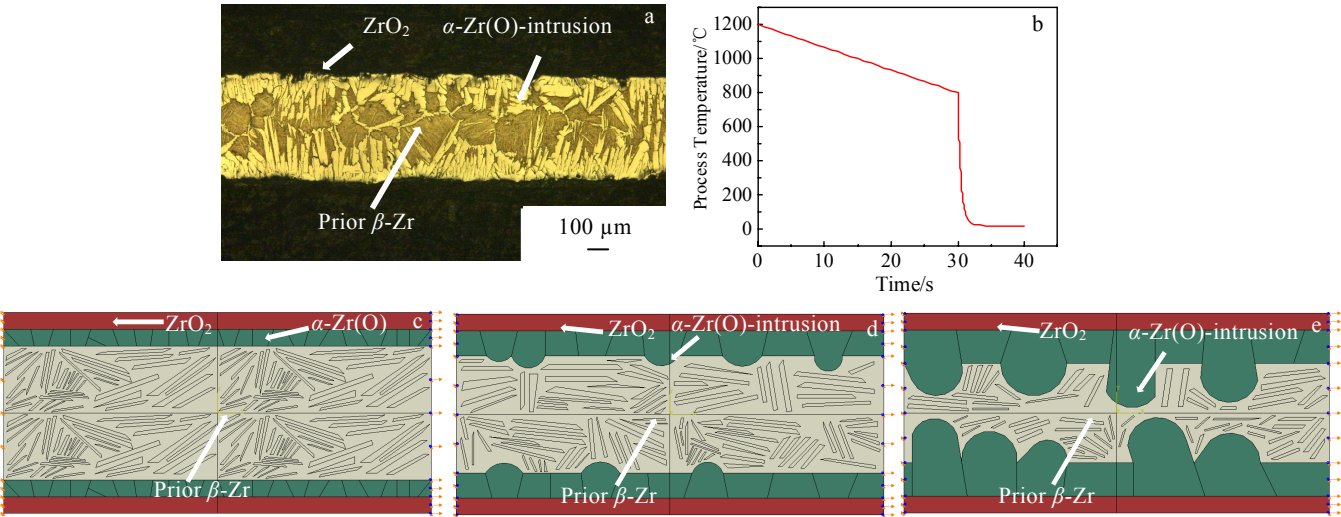 a
ZrO₂
α-Zr(O)-intrusion
Prior β-Zr
100 μm
b
Process Temperature/℃
1200
1000
800
600
400
200
0
0
10
20
30
40
Time/s
c
ZrO₂
α-Zr(O)
Prior β-Zr
d
ZrO₂
α-Zr(O)-intrusion
Prior β-Zr
e
ZrO₂
α-Zr(O)-intrusion
Prior β-Zr